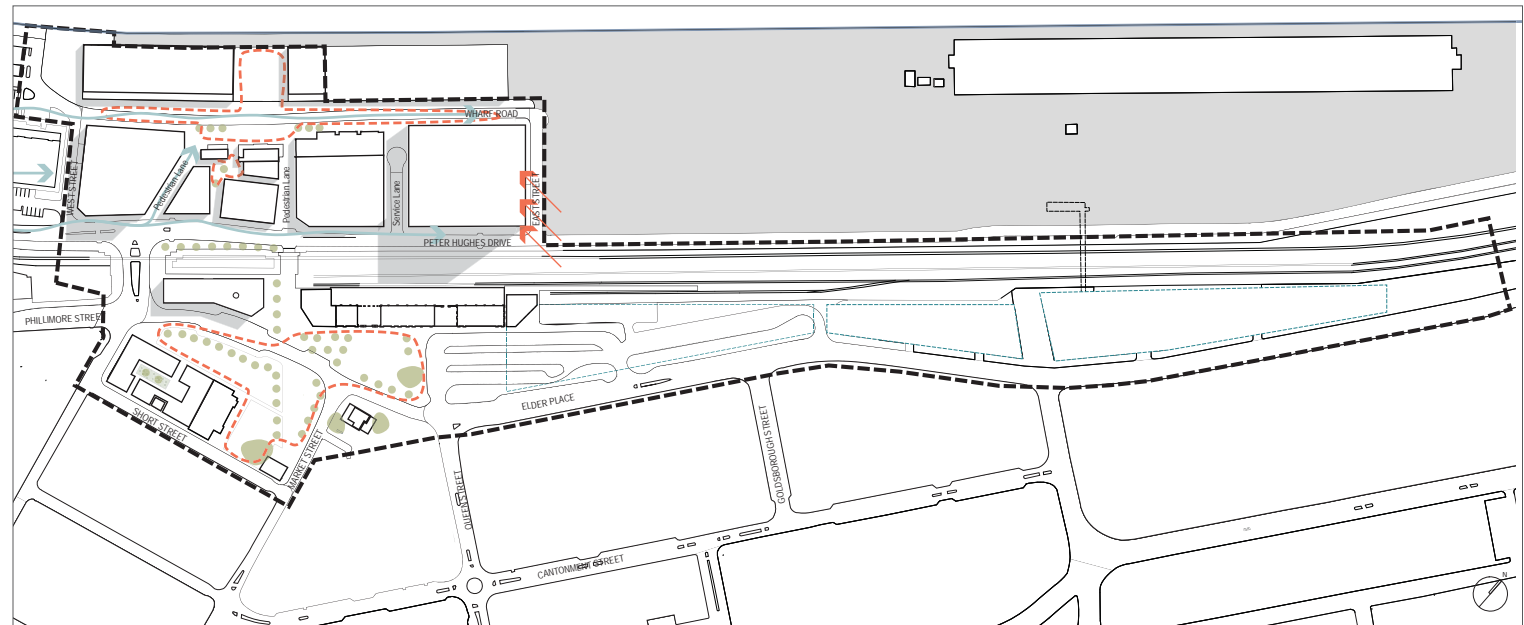 WHARF ROAD
WEST STREET
Pedestrian Lane
Pedestrian Lane
Service Lane
EAST STREET
PETER HUGHES DRIVE
PHILLIMORE STREET
ELDER PLACE
SHORT STREET
MARKET STREET
QUEEN STREET
GOLDSBOROUGH STREET
CANTONMENT STREET
N